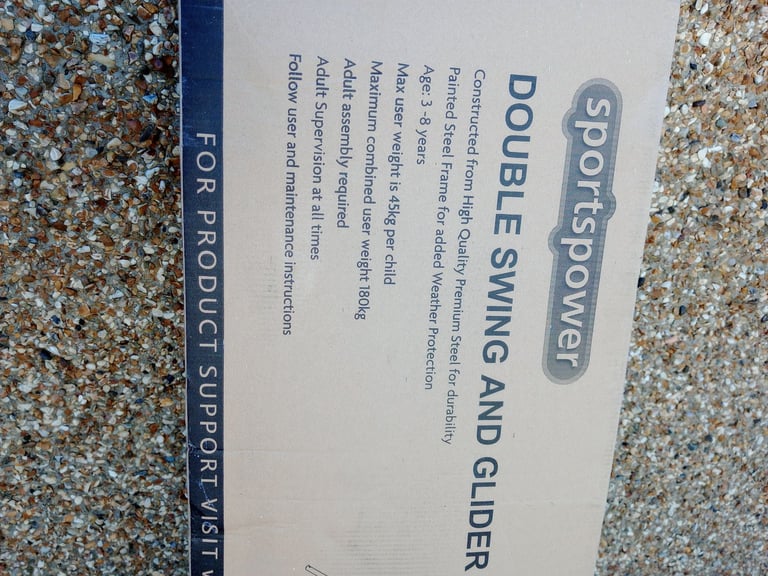 sportspower
DOUBLE SWING AND GLIDER
Constructed from High Quality Premium Steel for durability
Painted Steel Frame for added Weather Protection
Age: 3 -8 years
Max user weight is 45kg per child
Maximum combined user weight 180kg
Adult assembly required
Adult Supervision at all times
Follow user and maintenance instructions
FOR PRODUCT SUPPORT VISIT